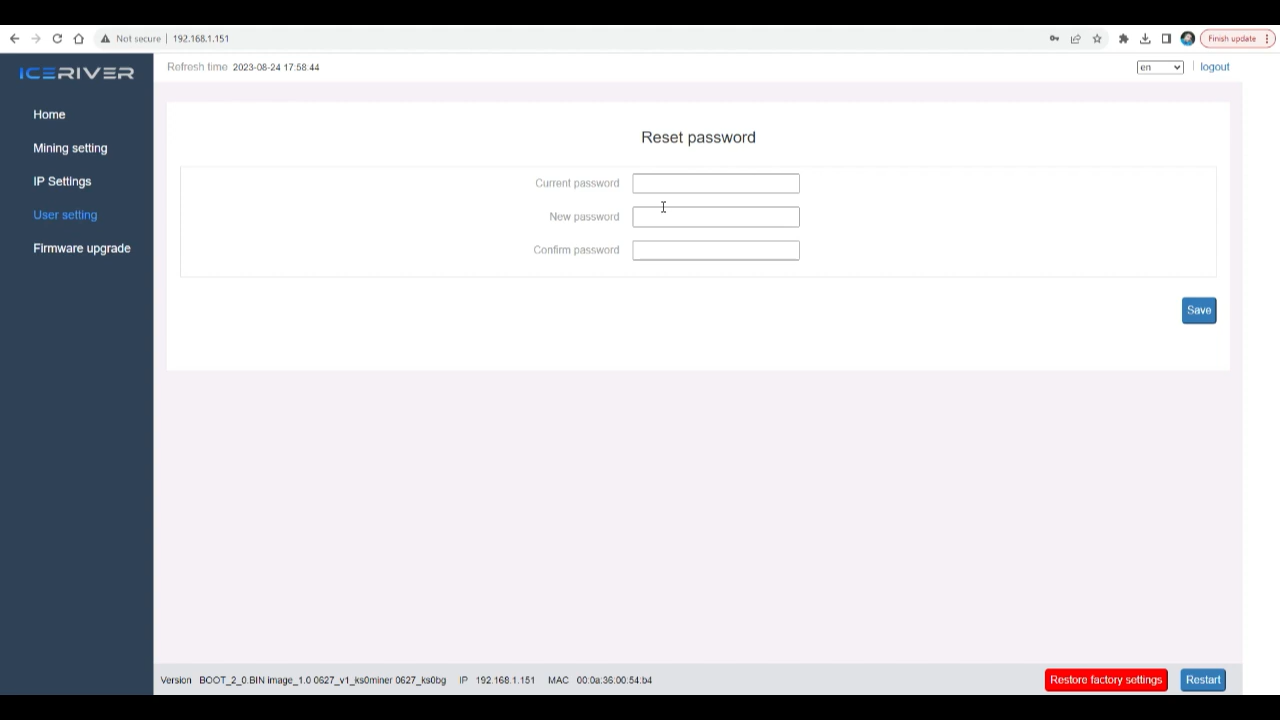 Not secure | 192.168.1.151
Finish update
ICERIVER
Refresh time 2023-08-24 17:58:44
en
logout
Home
Mining setting
IP Settings
User setting
Firmware upgrade
Reset password
Current password
New password
Confirm password
Save
Version BOOT_2_0.BIN image_1.0 0627_v1_ks0miner 0627_ks0bg IP 192.168.1.151 MAC 00:0a:36:00:54:b4
Restore factory settings
Restart